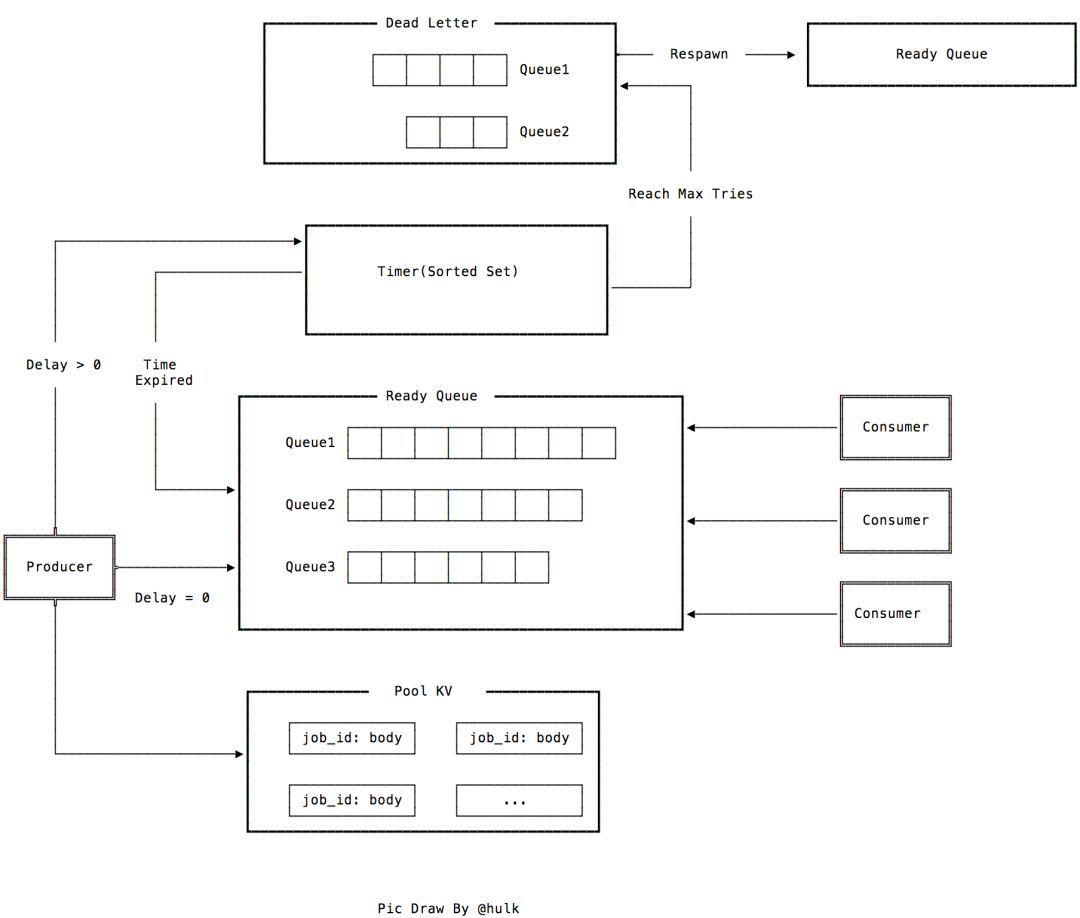 Dead Letter
Respawn
Ready Queue
Queue1
Queue2
Reach Max Tries
Timer(Sorted Set)
Delay > 0
Time
Expired
Ready Queue
Queue1
Consumer
Queue2
Consumer
Queue3
Producer
Delay = 0
Consumer
Pool KV
job_id: body
job_id: body
job_id: body
...
Pic Draw By @hulk